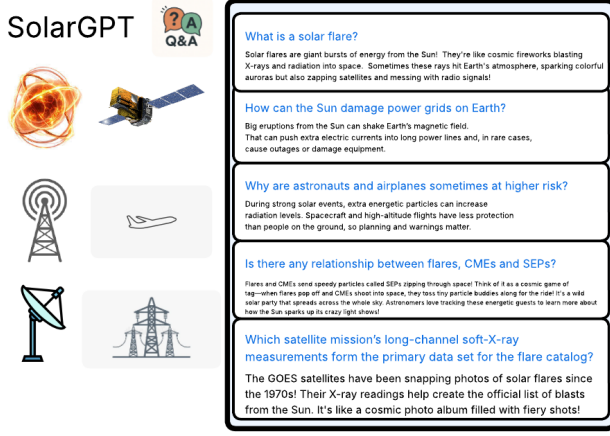 SolarGPT
?
A
Q&A
What is a solar flare?
Solar flares are giant bursts of energy from the Sun! They're like cosmic fireworks blasting
X-rays and radiation into space. Sometimes these rays hit Earth's atmosphere, sparking colorful
auroras but also zapping satellites and messing with radio signals!
How can the Sun damage power grids on Earth?
Big eruptions from the Sun can shake Earth's magnetic field.
That can push extra electric currents into long power lines and, in rare cases,
cause outages or damage equipment.
Why are astronauts and airplanes sometimes at higher risk?
During strong solar events, extra energetic particles can increase
radiation levels. Spacecraft and high-altitude flights have less protection
than people on the ground, so planning and warnings matter.
Is there any relationship between flares, CMEs and SEPs?
Flares and CMEs send speedy particles called SEPs zipping through space! Think of it as a cosmic game of
tag—when flares pop off and CMEs shoot into space, they toss tiny particle buddies along for the ride! It's a wild
solar party that spreads across the whole sky. Astronomers love tracking these energetic guests to learn more about
how the Sun sparks up its crazy light shows!
Which satellite mission's long-channel soft-X-ray
measurements form the primary data set for the flare catalog?
The GOES satellites have been snapping photos of solar flares since
the 1970s! Their X-ray readings help create the official list of blasts
from the Sun. It's like a cosmic photo album filled with fiery shots!